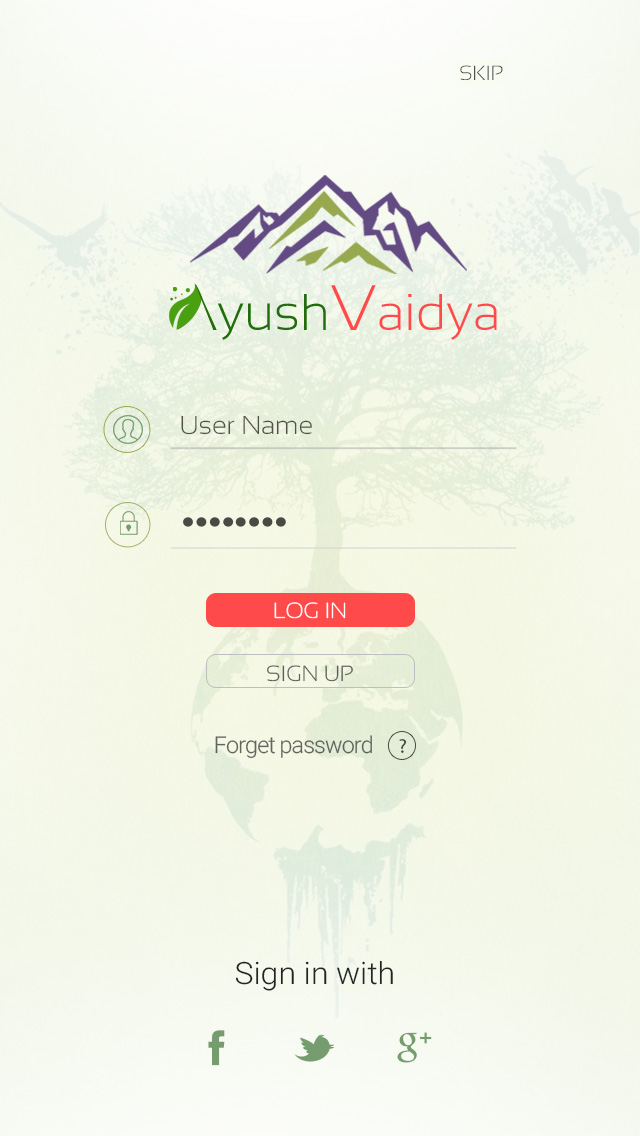 SKIP
AyushVaidya
User Name
••••••••
LOG IN
SIGN UP
Forget password ?
Sign in with
f g+